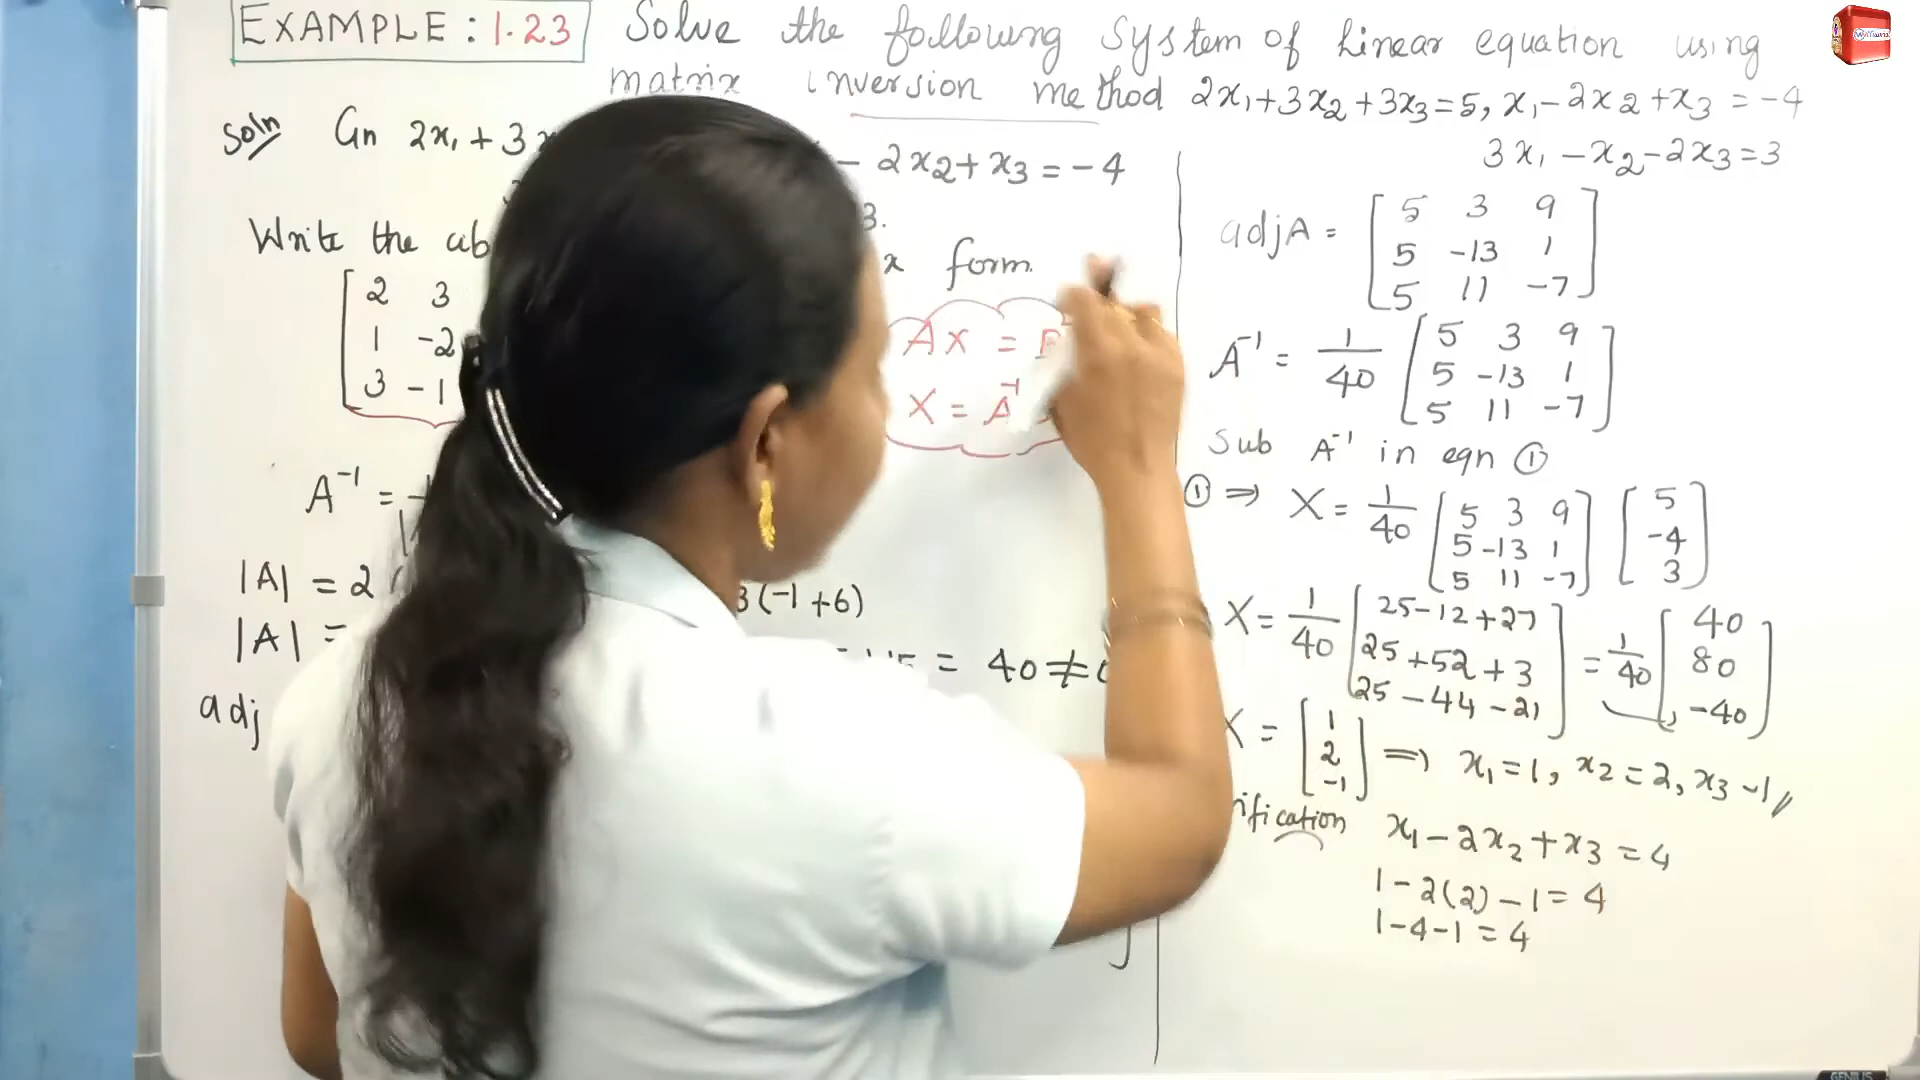 EXAMPLE : 1.23
Solve the following system of linear equation using
matrix inversion method 2x₁+3x₂+3x₃=5, x₁-2x₂+x₃=-4
3x₁-x₂-2x₃=3
Soln Gn 2x₁+3
- 2x₂+x₃=-4
3.
Write the ab
x form
[2 3
1 -2
3 -1
AX =
X = A⁻¹
A⁻¹ =
|A| = 2
3(-1+6)
|A| =
= 40≠
adj
adjA = [5 3 9
5 -13 1
5 11 -7]
A⁻¹ = 1/40 [5 3 9
5 -13 1
5 11 -7]
Sub A⁻¹ in eqn ①
① ⇒ X = 1/40 [5 3 9
5 -13 1
5 11 -7] [5
-4
3]
X = 1/40 [25-12+27
25+52+3
25-44-21] = 1/40 [40
80
-40]
X = [1
2
-1] ⇒ x₁=1, x₂=2, x₃-1//
ification x₁-2x₂+x₃=4
1-2(2)-1=4
1-4-1=4